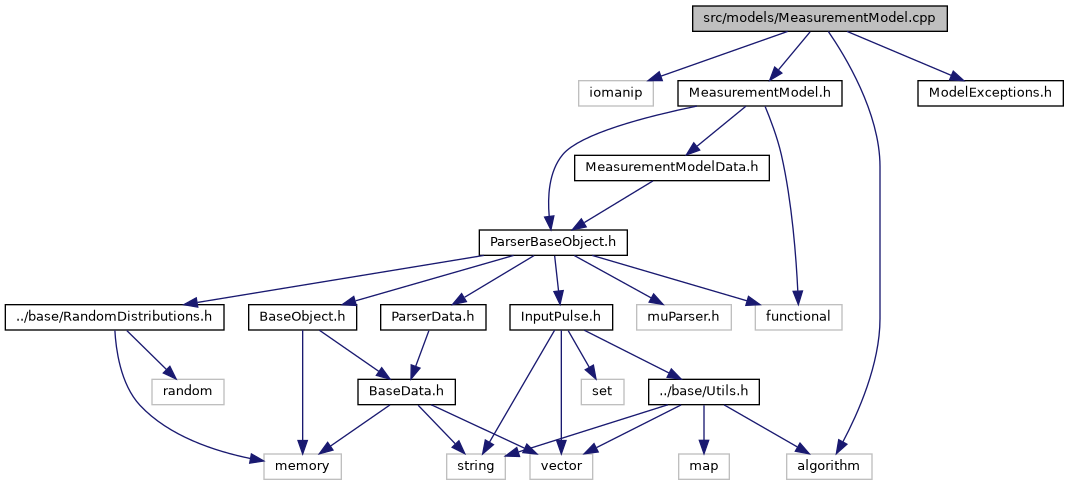 src/models/MeasurementModel.cpp
iomanip
MeasurementModel.h
ModelExceptions.h
MeasurementModelData.h
ParserBaseObject.h
../base/RandomDistributions.h
BaseObject.h
ParserData.h
InputPulse.h
muParser.h
functional
random
BaseData.h
set
../base/Utils.h
memory
string
vector
map
algorithm